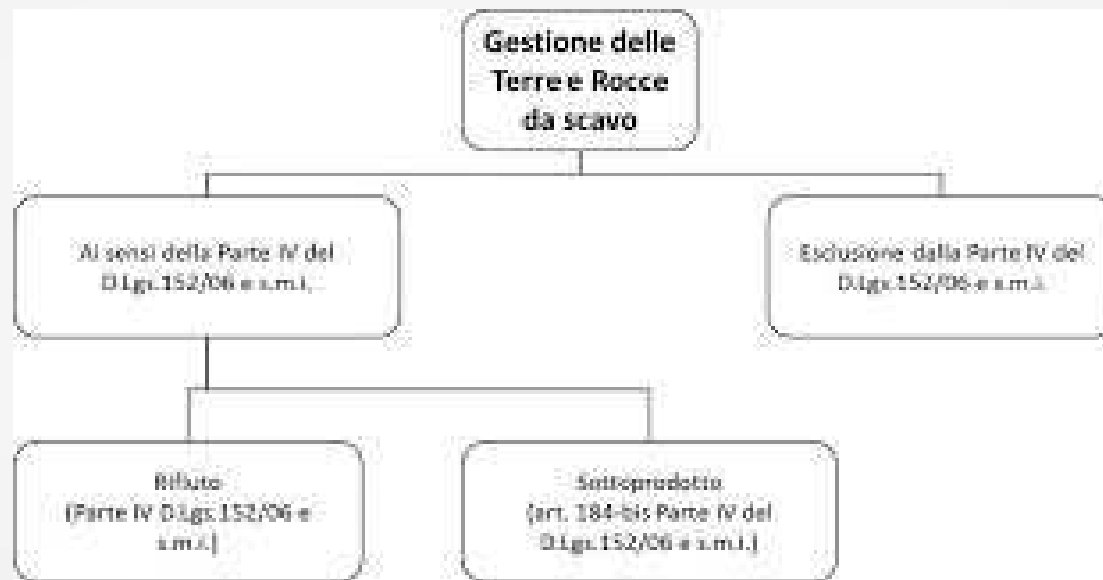 Gestione delle
Terre e Rocce
da scavo
Ai sensi della Parte IV del
D.Lgs.152/06 e s.m.i.
Esclusione dalla Parte IV del
D.Lgs.152/06 e s.m.i.
Rifiuto
(Parte IV D.Lgs.152/06 e
s.m.i.)
Sottoprodotto
(art. 184-bis Parte IV del
D.Lgs.152/06 e s.m.i.)